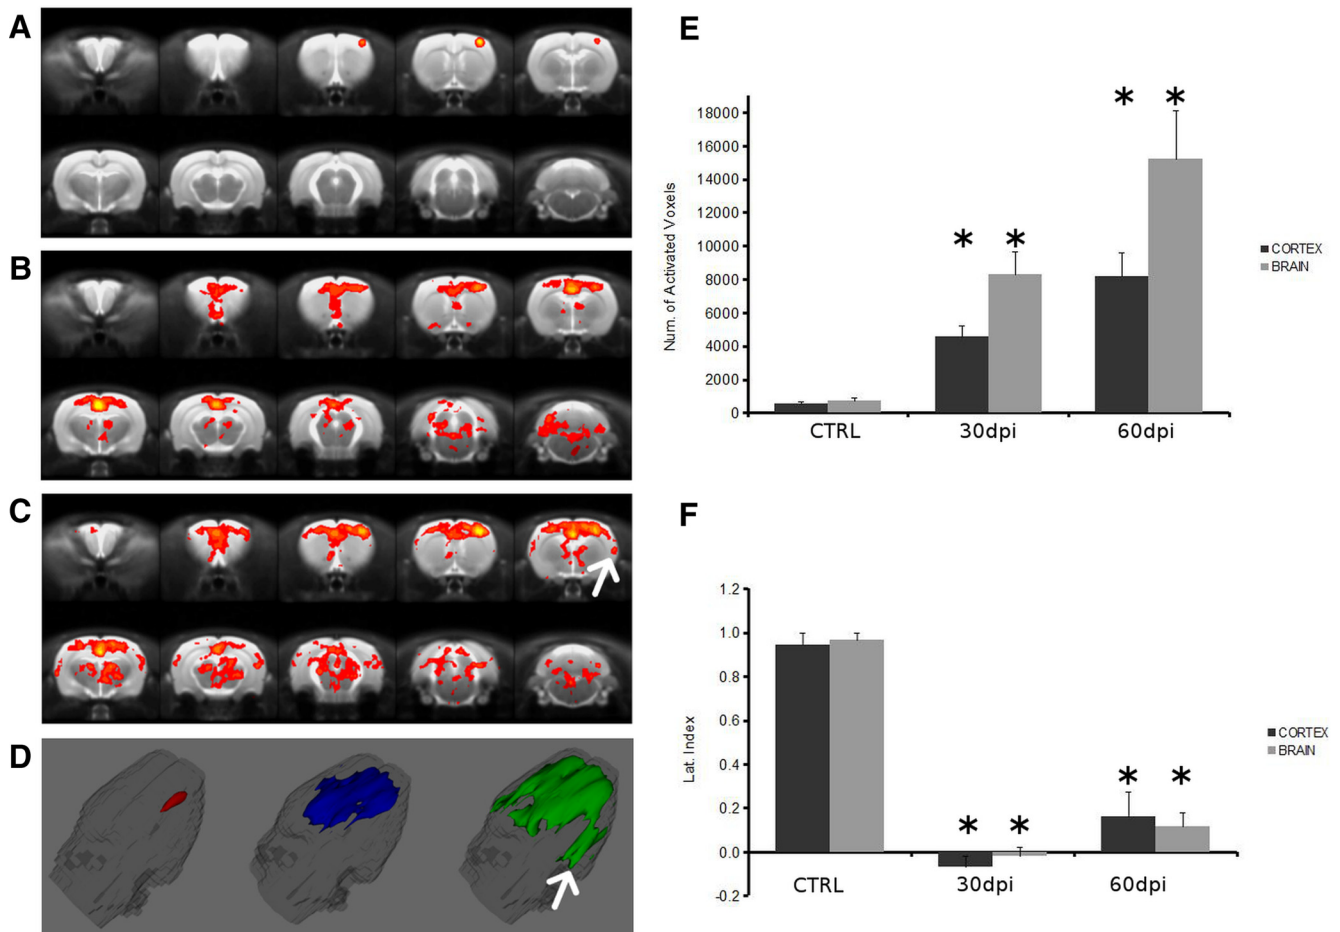 A
B
C
D
E
Num. of Activated Voxels
18000
16000
14000
12000
10000
8000
6000
4000
2000
0
* *
* *
CTRL
30dpi
60dpi
CORTEX
BRAIN
F
Lat. Index
1.2
1.0
0.8
0.6
0.4
0.2
0.0
-0.2
* *
* *
CTRL
30dpi
60dpi
CORTEX
BRAIN